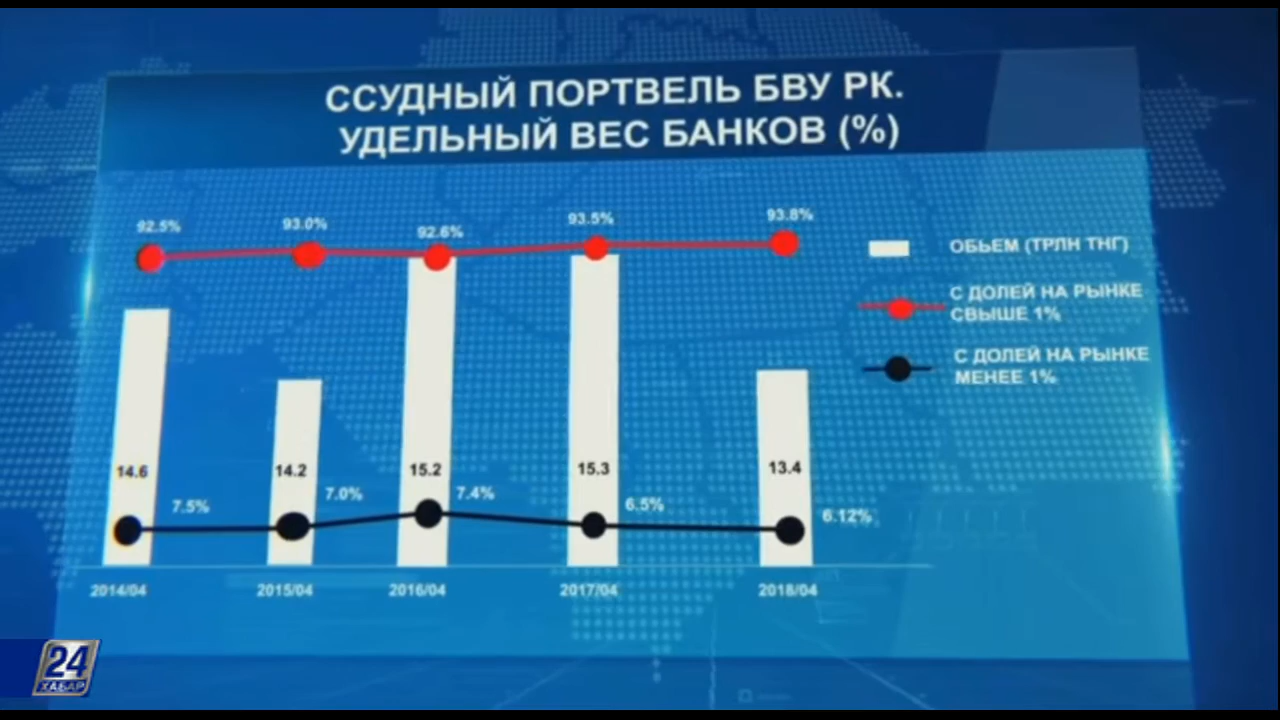 ССУДНЫЙ ПОРТВЕЛЬ БВУ РК.
УДЕЛЬНЫЙ ВЕС БАНКОВ (%)
92.5%
93.0%
92.6%
93.5%
93.8%
ОБЬЕМ (ТРЛН ТНГ)
С ДОЛЕЙ НА РЫНКЕ
СВЫШЕ 1%
С ДОЛЕЙ НА РЫНКЕ
МЕНЕЕ 1%
14.6
14.2
15.2
15.3
13.4
7.5%
7.0%
7.4%
6.5%
6.12%
2014/04
2015/04
2016/04
2017/04
2018/04
24
ХАБАР